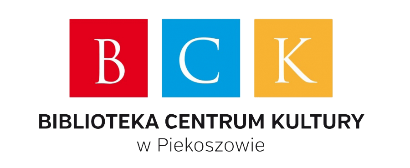 B C K
BIBLIOTEKA CENTRUM KULTURY
w Piekoszowie